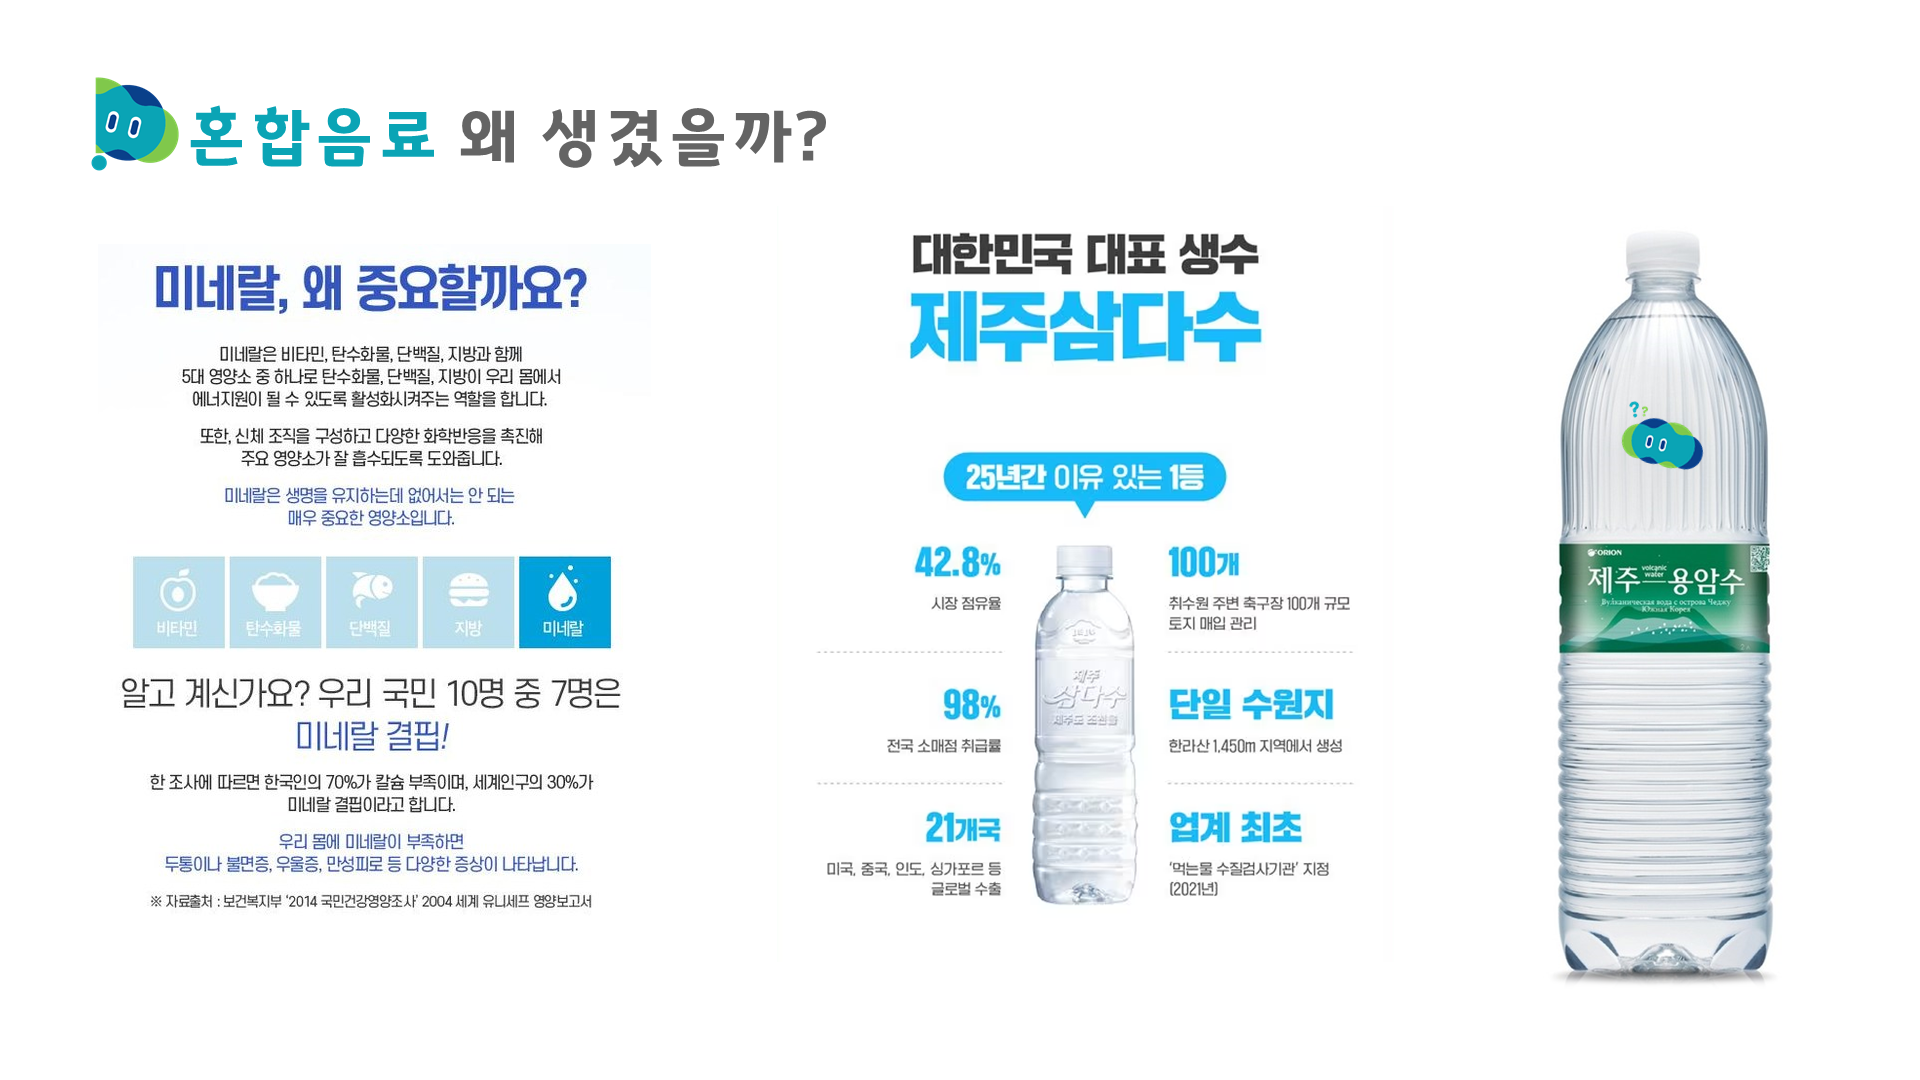 혼합음료 왜 생겼을까?
미네랄, 왜 중요할까요?
미네랄은 비타민, 탄수화물, 단백질, 지방과 함께
5대 영양소 중 하나로 탄수화물, 단백질, 지방이 우리 몸에서
에너지원이 될 수 있도록 활성화시켜주는 역할을 합니다.
또한, 신체 조직을 구성하고 다양한 화학반응을 촉진해
주요 영양소가 잘 흡수되도록 도와줍니다.
미네랄은 생명을 유지하는데 없어서는 안 되는
매우 중요한 영양소입니다.
비타민
탄수화물
단백질
지방
미네랄
알고 계신가요? 우리 국민 10명 중 7명은
미네랄 결핍!
한 조사에 따르면 한국인의 70%가 칼슘 부족이며, 세계인구의 30%가
미네랄 결핍이라고 합니다.
우리 몸에 미네랄이 부족하면
두통이나 불면증, 우울증, 만성피로 등 다양한 증상이 나타납니다.
※ 자료출처 : 보건복지부 '2014 국민건강영양조사' 2004 세계 유니세프 영양보고서
대한민국 대표 생수
제주삼다수
25년간 이유 있는 1등
42.8%
시장 점유율
98%
전국 소매점 취급률
21개국
미국, 중국, 인도, 싱가포르 등
글로벌 수출
제주
삼다수
제주도 조천읍
100개
취수원 주변 축구장 100개 규모
토지 매입 관리
단일 수원지
한라산 1,450m 지역에서 생성
업계 최초
'먹는물 수질검사기관' 지정
(2021년)
??
ORION
제주 volcanic water 용암수
Вулканическая вода с острова Чеджу
Южная Корея